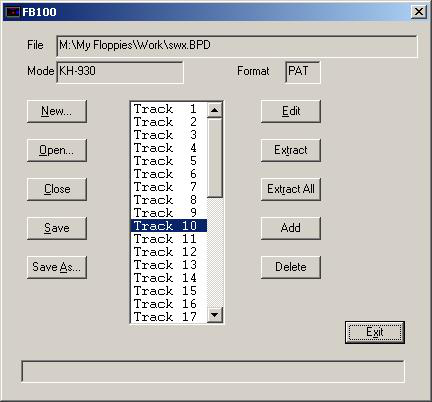 FB100
File M:\My Floppies\Work\swx.BPD
Mode KH-930 Format PAT
New...
Open...
Close
Save
Save As...
Track 1
Track 2
Track 3
Track 4
Track 5
Track 6
Track 7
Track 8
Track 9
Track 10
Track 11
Track 12
Track 13
Track 14
Track 15
Track 16
Track 17
Edit
Extract
Extract All
Add
Delete
Exit